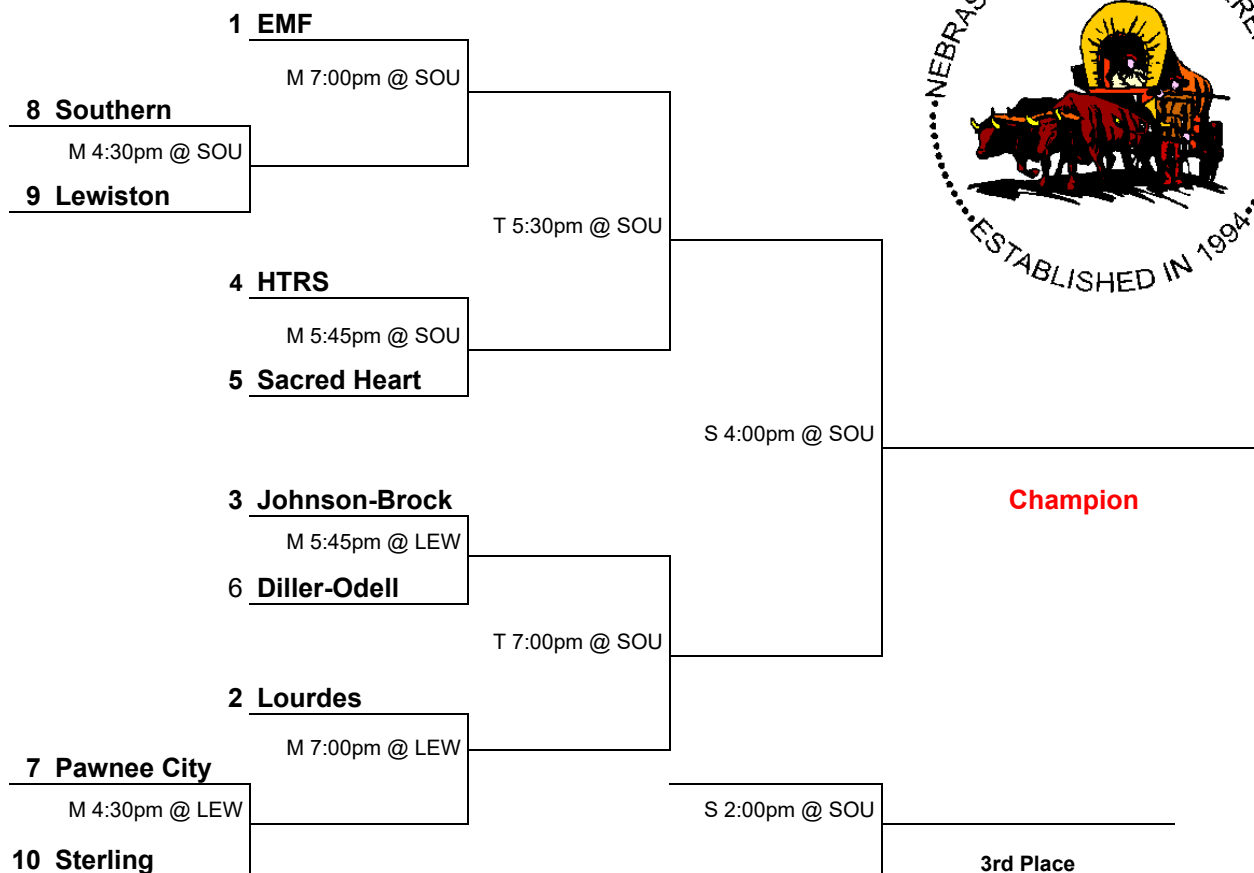 1 EMF
M 7:00pm @ SOU
8 Southern
M 4:30pm @ SOU
9 Lewiston
T 5:30pm @ SOU
4 HTRS
M 5:45pm @ SOU
5 Sacred Heart
S 4:00pm @ SOU
3 Johnson-Brock
Champion
M 5:45pm @ LEW
6 Diller-Odell
T 7:00pm @ SOU
2 Lourdes
M 7:00pm @ LEW
7 Pawnee City
M 4:30pm @ LEW
S 2:00pm @ SOU
10 Sterling
3rd Place
ESTABLISHED IN 1994